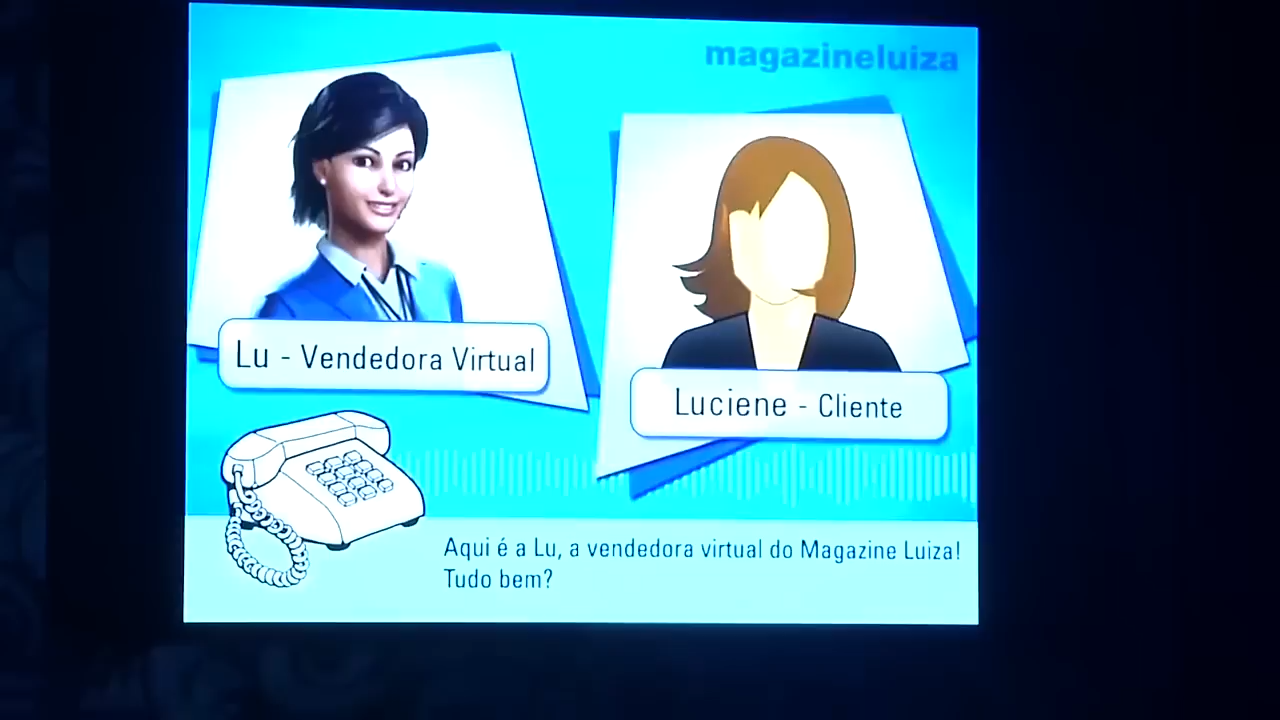 magazineluiza
Lu - Vendedora Virtual
Luciene - Cliente
Aqui é a Lu, a vendedora virtual do Magazine Luiza!
Tudo bem?